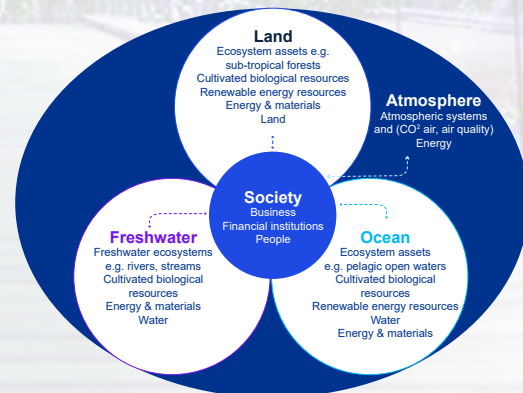 Land
Ecosystem assets e.g.
sub-tropical forests
Cultivated biological resources
Renewable energy resources
Energy & materials
Land
Atmosphere
Atmospheric systems
and (CO² air, air quality)
Energy
Society
Business
Financial institutions
People
Freshwater
Freshwater ecosystems
e.g. rivers, streams
Cultivated biological
resources
Energy & materials
Water
Ocean
Ecosystem assets
e.g. pelagic open waters
Cultivated biological
resources
Renewable energy resources
Water
Energy & materials